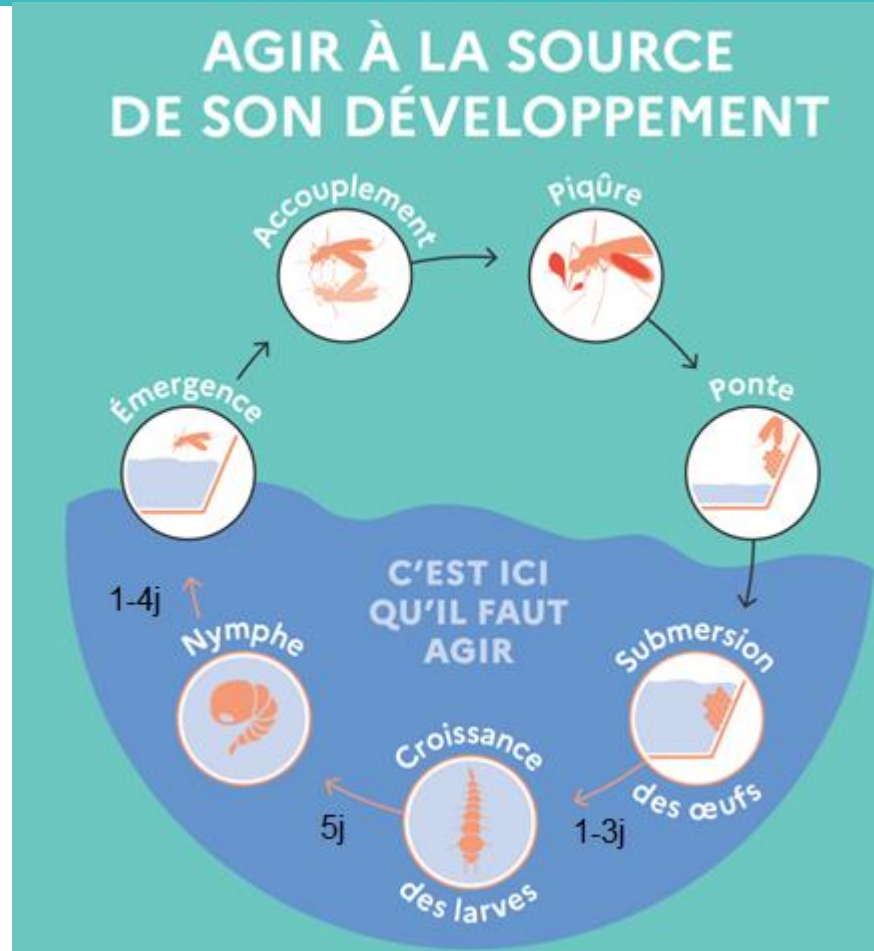 AGIR À LA SOURCE
DE SON DÉVELOPPEMENT
Accouplement
Piqûre
Émergence
Ponte
C'EST ICI
QU'IL FAUT
AGIR
1-4j
Nymphe
Submersion
des œufs
Croissance
des larves
5j
1-3j